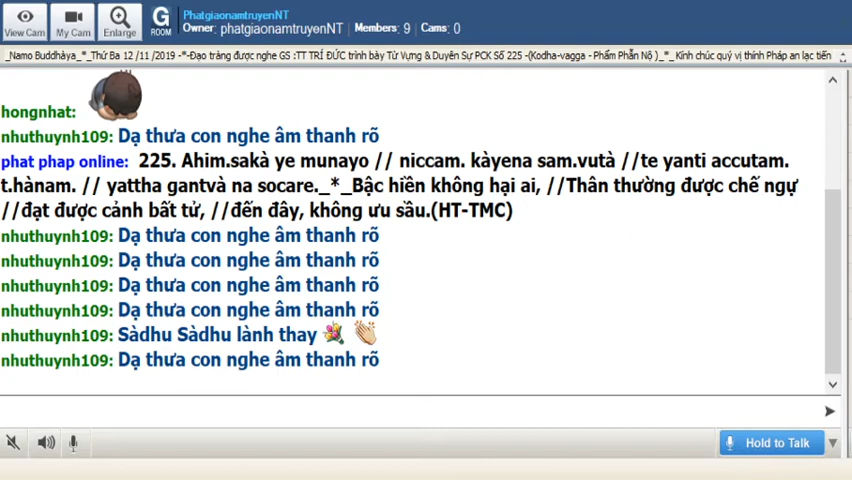 View Cam
My Cam
Enlarge
G
ROOM
PhatgiaonamtruyenNT
Owner: phatgiaonamtruyenNT | Members: 9 | Cams: 0
_Namo Buddhàya_*_Thứ Ba 12 /11 /2019 -*-Đạo tràng được nghe GS :TT TRÍ ĐỨC trình bày Từ Vựng & Duyên Sự PCK Số 225 -(Kodha-vagga - Phẩm Phẫn Nộ )_*_ Kính chúc quý vị thính Pháp an lạc tiến
hongnhat:
nhuthuynh109: Dạ thưa con nghe âm thanh rõ
phat phap online: 225. Ahim.sakà ye munayo // niccam. kàyena sam.vutà //te yanti accutam.
t.hànam. // yattha gantvà na socare._*_Bậc hiền không hại ai, //Thân thường được chế ngự
//đạt được cảnh bất tử, //đến đây, không ưu sầu.(HT-TMC)
nhuthuynh109: Dạ thưa con nghe âm thanh rõ
nhuthuynh109: Dạ thưa con nghe âm thanh rõ
nhuthuynh109: Dạ thưa con nghe âm thanh rõ
nhuthuynh109: Dạ thưa con nghe âm thanh rõ
nhuthuynh109: Sàdhu Sàdhu lành thay
nhuthuynh109: Dạ thưa con nghe âm thanh rõ
Hold to Talk